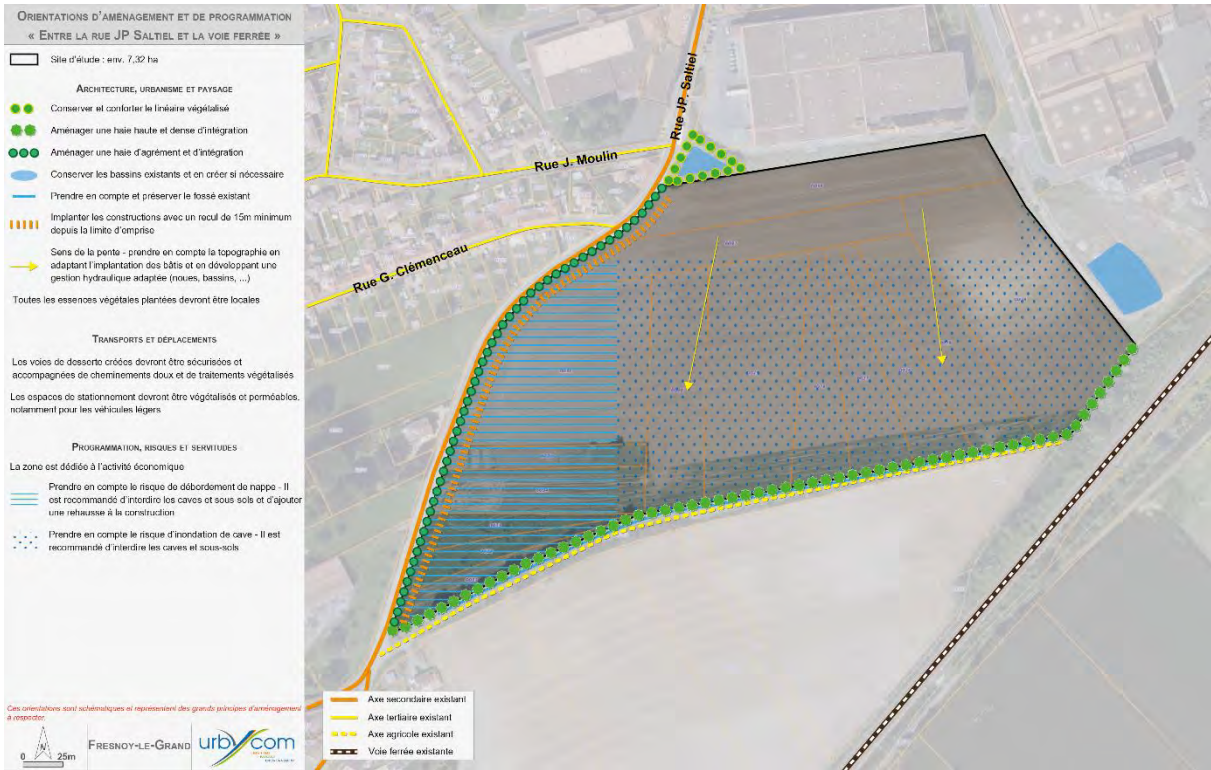 ORIENTATIONS D'AMÉNAGEMENT ET DE PROGRAMMATION
« ENTRE LA RUE JP SALTIEL ET LA VOIE FERRÉE »
Site d'étude : env. 7,32 ha
ARCHITECTURE, URBANISME ET PAYSAGE
Conserver et conforter le linéaire végétalisé
Aménager une haie haute et dense d'intégration
Aménager une haie d'agrément et d'intégration
Conserver les bassins existants et en créer si nécessaire
Prendre en compte et préserver le fossé existant
Implanter les constructions avec un recul de 15m minimum
depuis la limite d'emprise
Sens de la pente - prendre en compte la topographie en
adaptant l'implantation des bâtis et en développant une
gestion hydraulique adaptée (noues, bassins, ...)
Toutes les essences végétales plantées devront être locales
TRANSPORTS ET DÉPLACEMENTS
Les voies de desserte créées devront être sécurisées et
accompagnées de cheminements doux et de traitements végétalisés
Les espaces de stationnement devront être végétalisés et perméables,
notamment pour les véhicules légers
PROGRAMMATION, RISQUES ET SERVITUDES
La zone est dédiée à l'activité économique
Prendre en compte le risque de débordement de nappe - Il
est recommandé d'interdire les caves et sous sols et d'ajouter
une rehausse à la construction
Prendre en compte le risque d'inondation de cave - Il est
recommandé d'interdire les caves et sous-sols
Ces orientations sont schématiques et représentent des grands principes d'aménagement
à respecter.
N
0 25m
FRESNOY-LE-GRAND
urbycom
Rue JP. Saltiel
Rue J. Moulin
Rue G. Clémenceau
Axe secondaire existant
Axe tertiaire existant
Axe agricole existant
Voie ferrée existante